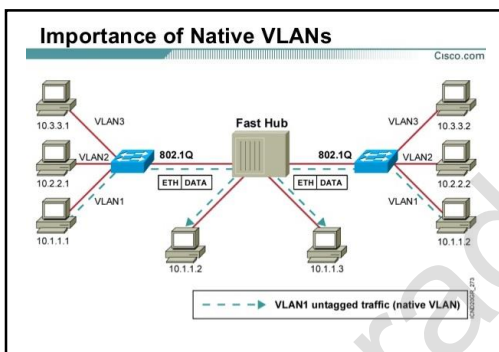 Importance of Native VLANs
Cisco.com
VLAN3
VLAN3
10.3.3.1
Fast Hub
10.3.3.2
VLAN2
802.1Q
802.1Q
VLAN2
ETH DATA
ETH DATA
10.2.2.1
10.2.2.2
VLAN1
VLAN1
10.1.1.1
10.1.1.2
10.1.1.2
10.1.1.3
VLAN1 untagged traffic (native VLAN)